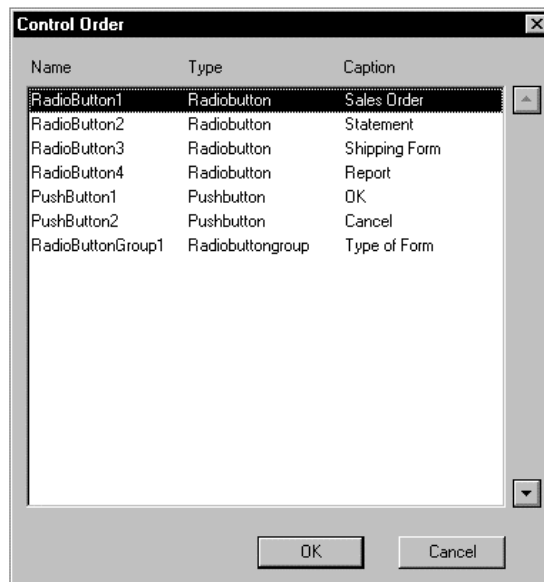 Control Order
Name Type Caption
RadioButton1 Radiobutton Sales Order
RadioButton2 Radiobutton Statement
RadioButton3 Radiobutton Shipping Form
RadioButton4 Radiobutton Report
PushButton1 Pushbutton OK
PushButton2 Pushbutton Cancel
RadioButtonGroup1 Radiobuttongroup Type of Form
OK Cancel